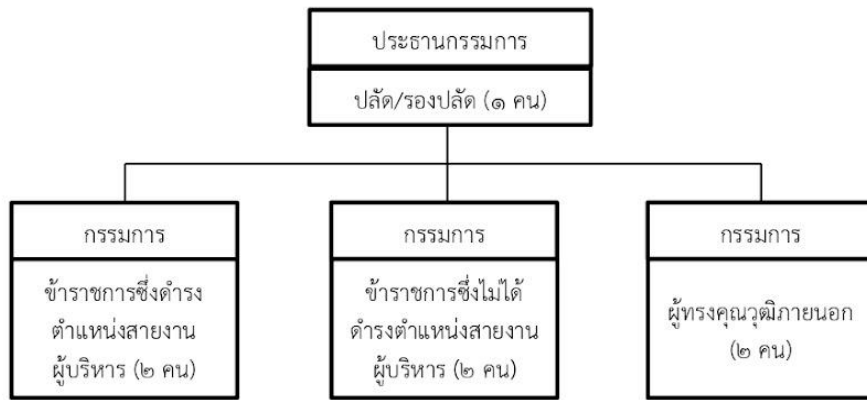 ประธานกรรมการ
ปลัด/รองปลัด (๑ คน)
กรรมการ
ข้าราชการซึ่งดำรง
ตำแหน่งสายงาน
ผู้บริหาร (๒ คน)
กรรมการ
ข้าราชการซึ่งไม่ได้
ดำรงตำแหน่งสายงาน
ผู้บริหาร (๒ คน)
กรรมการ
ผู้ทรงคุณวุฒิภายนอก
(๒ คน)